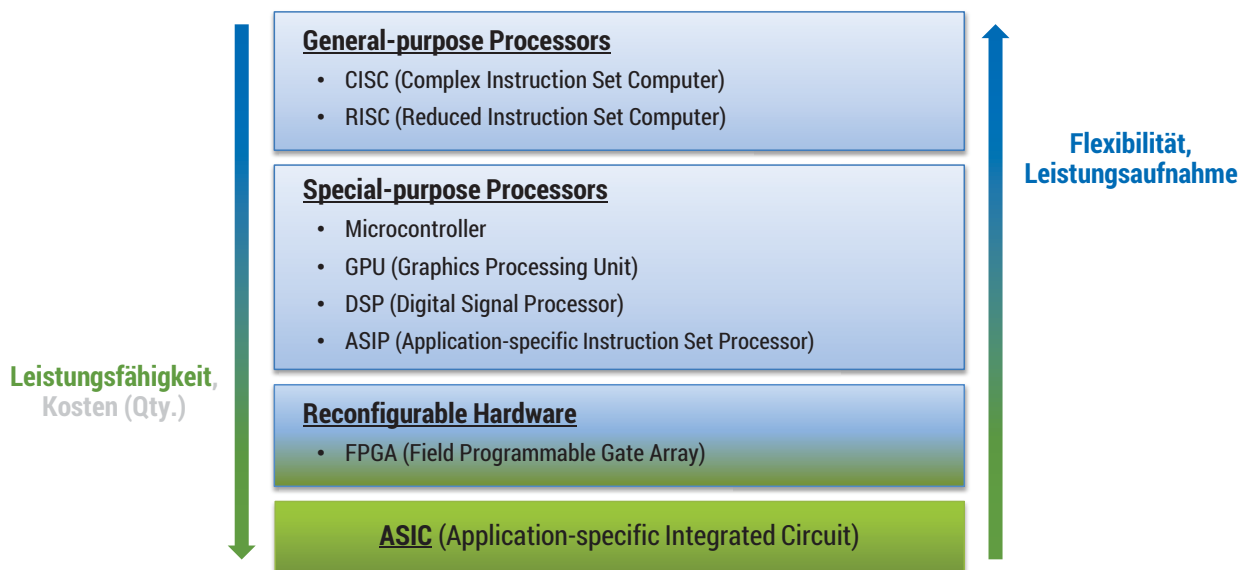 General-purpose Processors
• CISC (Complex Instruction Set Computer)
• RISC (Reduced Instruction Set Computer)
Flexibilität,
Leistungsaufnahme
Special-purpose Processors
• Microcontroller
• GPU (Graphics Processing Unit)
• DSP (Digital Signal Processor)
• ASIP (Application-specific Instruction Set Processor)
Leistungsfähigkeit,
Kosten (Qty.)
Reconfigurable Hardware
• FPGA (Field Programmable Gate Array)
ASIC (Application-specific Integrated Circuit)